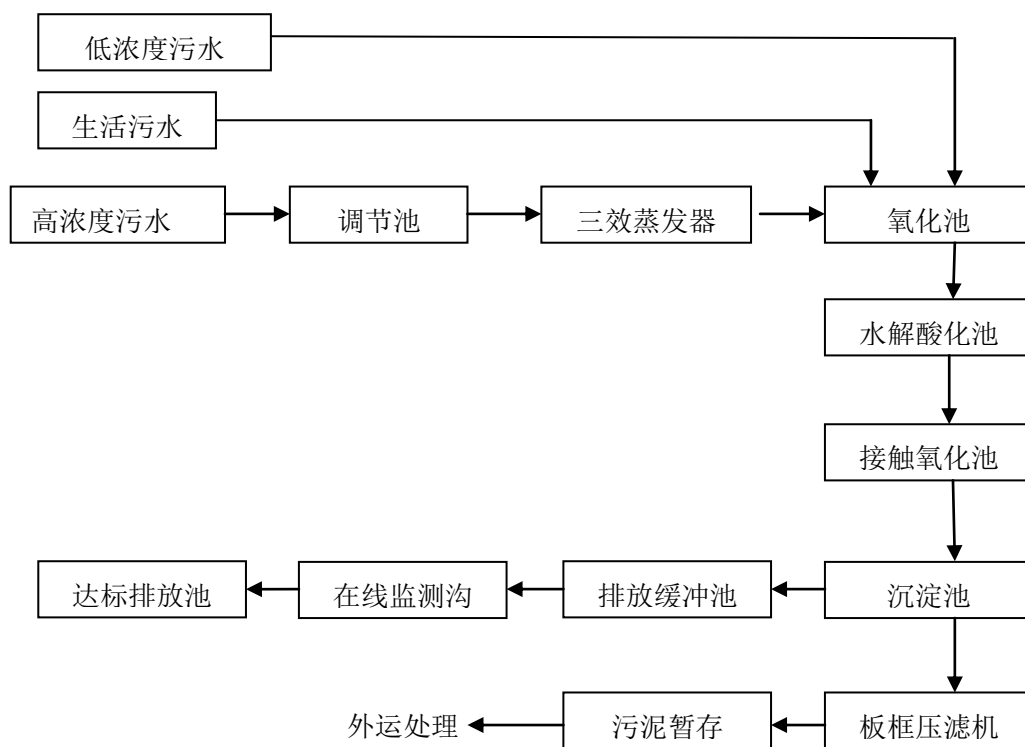 低浓度污水
生活污水
高浓度污水
调节池
三效蒸发器
氧化池
水解酸化池
接触氧化池
达标排放池
在线监测沟
排放缓冲池
沉淀池
外运处理
污泥暂存
板框压滤机